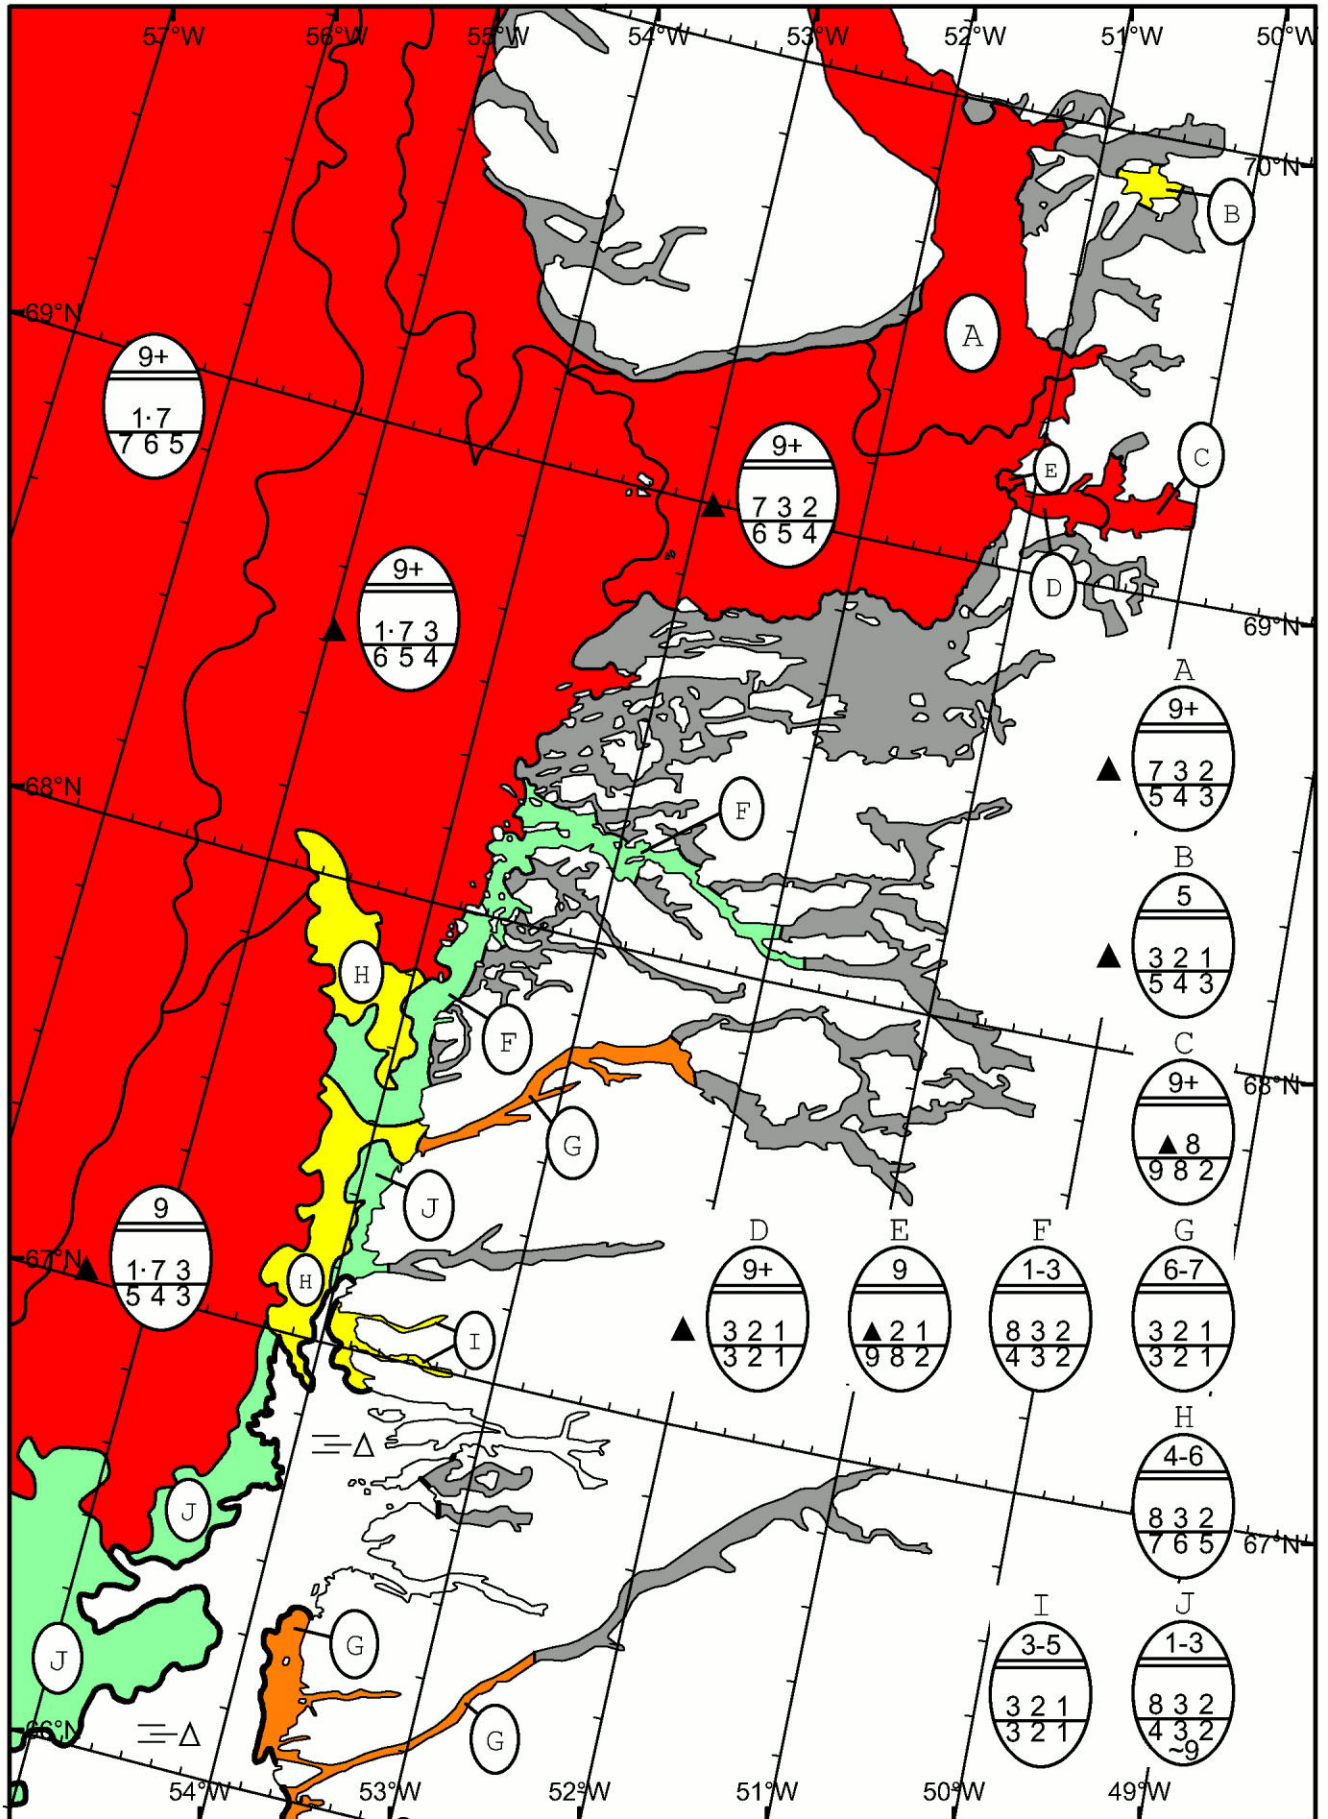 57°W 56°W 55°W 54°W 53°W 52°W 51°W 50°W
70°N
B
69°N
A
9+
1·7
7 6 5
9+
7 3 2
6 5 4
C
E
D
9+
1·7 3
6 5 4
69°N
A
9+
7 3 2
5 4 3
68°N
F
B
5
3 2 1
5 4 3
H
F
C
9+
8
9 8 2
68°N
G
J
9
1·7 3
5 4 3
67°N
H
I
D
9+
3 2 1
3 2 1
E
9
2 1
9 8 2
F
1-3
8 3 2
4 3 2
G
6-7
3 2 1
3 2 1
H
4-6
8 3 2
7 6 5
67°N
J
J
G
G
I
3-5
3 2 1
3 2 1
J
1-3
8 3 2
4 3 2
~9
66°N
54°W 53°W 52°W 51°W 50°W 49°W